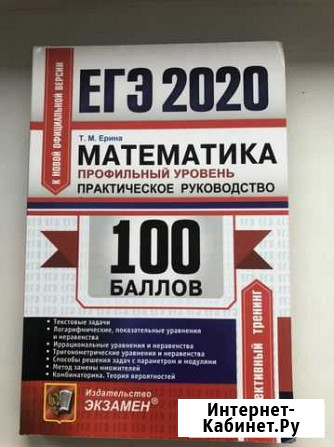 К НОВОЙ ОФИЦИАЛЬНОЙ ВЕРСИИ
ЕГЭ 2020
Т. М. Ерина
МАТЕМАТИКА
ПРОФИЛЬНЫЙ УРОВЕНЬ
ПРАКТИЧЕСКОЕ РУКОВОДСТВО
100
БАЛЛОВ
• Текстовые задачи
• Логарифмические, показательные уравнения
и неравенства
• Иррациональные уравнения и неравенства
• Тригонометрические уравнения и неравенства
• Способы решения задач с параметром и модулями
• Метод замены множителей
• Комбинаторика. Теория вероятностей
тренинг
Издательство
ЭКЗАМЕН®
Интернет-
Кабинет.Ру